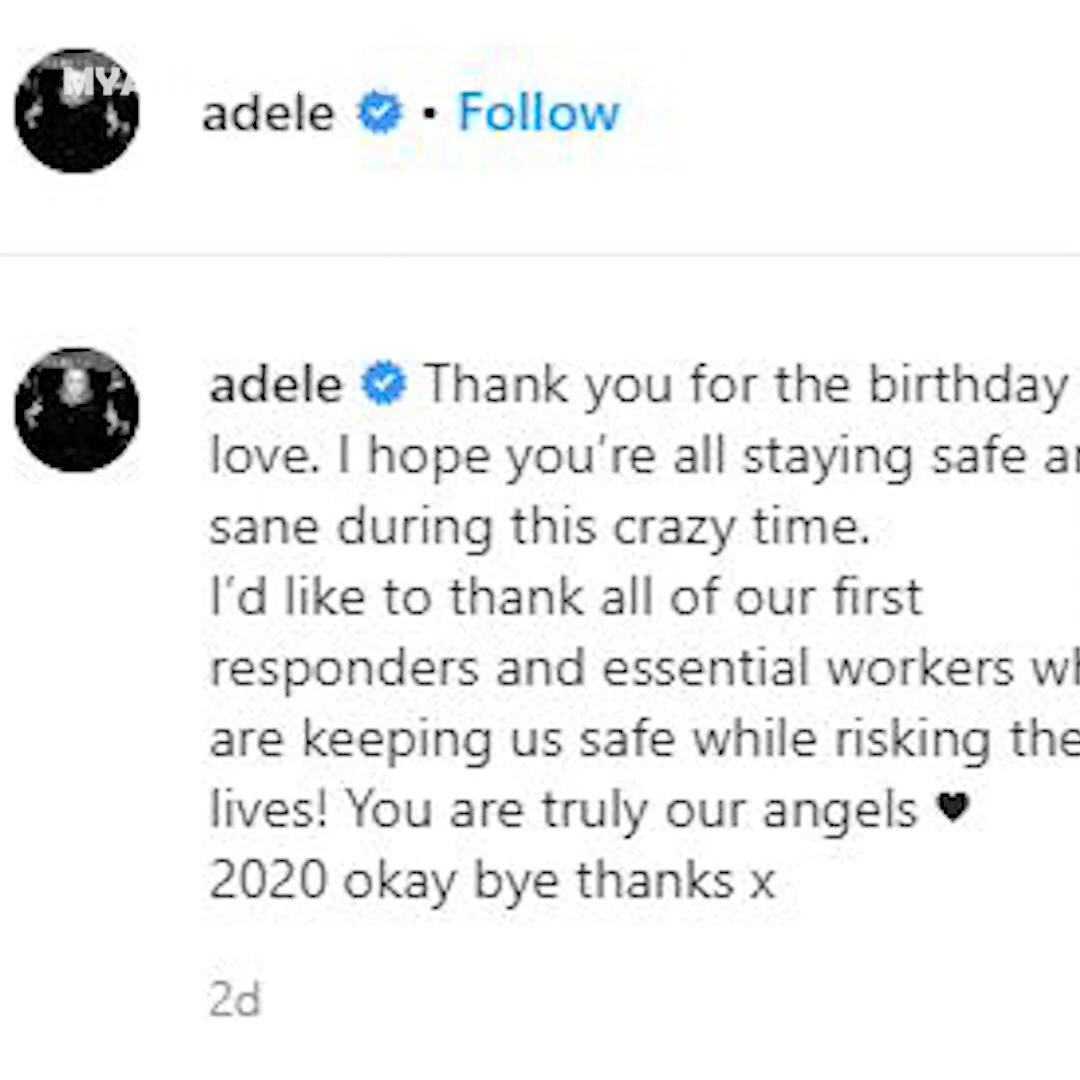 MYA
adele • Follow
adele Thank you for the birthday
love. I hope you're all staying safe
sane during this crazy time.
I'd like to thank all of our first
responders and essential workers
are keeping us safe while risking
lives! You are truly our angels ♥
2020 okay bye thanks x
2d